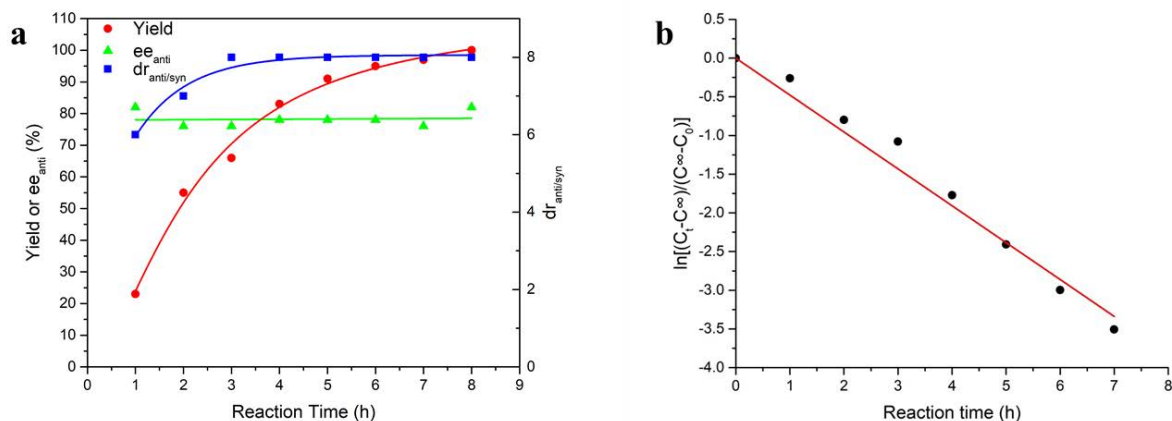 a
Yield
ee_anti
dr_anti/syn
Yield or ee_anti (%)
110
100
90
80
70
60
50
40
30
20
10
0
8
6
4
2
0
dr_anti/syn
0 1 2 3 4 5 6 7 8 9
Reaction Time (h)
b
ln[(C_t-C∞)/(C∞-C_0)]
0,5
-0,0
-0,5
-1,0
-1,5
-2,0
-2,5
-3,0
-3,5
-4,0
0 1 2 3 4 5 6 7 8
Reaction time (h)